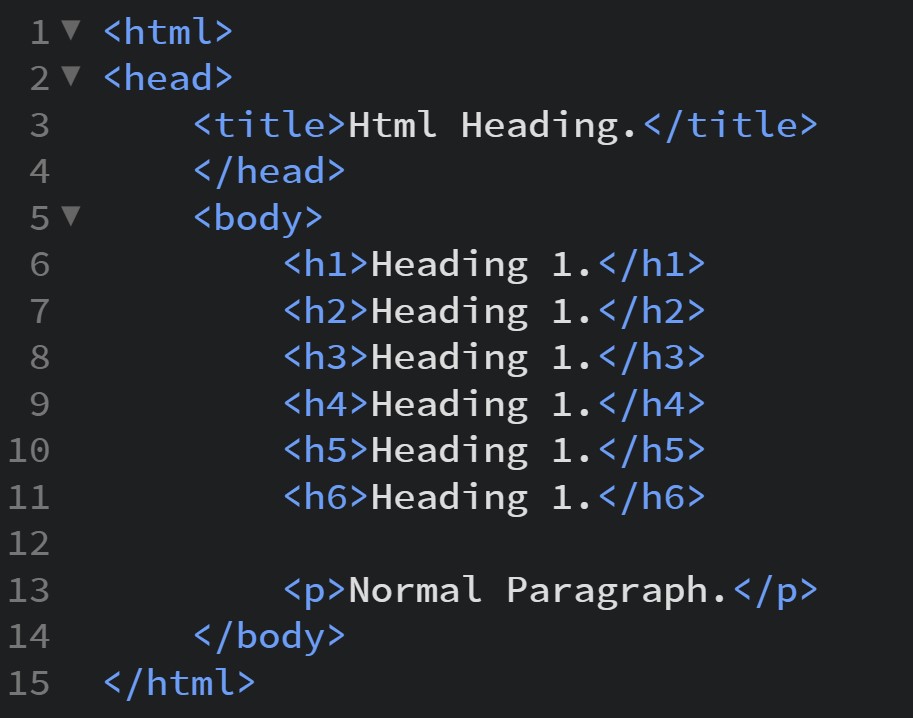 1 ▼ <html>
2 ▼ <head>
3     <title>Html Heading.</title>
4     </head>
5 ▼     <body>
6         <h1>Heading 1.</h1>
7         <h2>Heading 1.</h2>
8         <h3>Heading 1.</h3>
9         <h4>Heading 1.</h4>
10         <h5>Heading 1.</h5>
11         <h6>Heading 1.</h6>
12
13         <p>Normal Paragraph.</p>
14     </body>
15 </html>